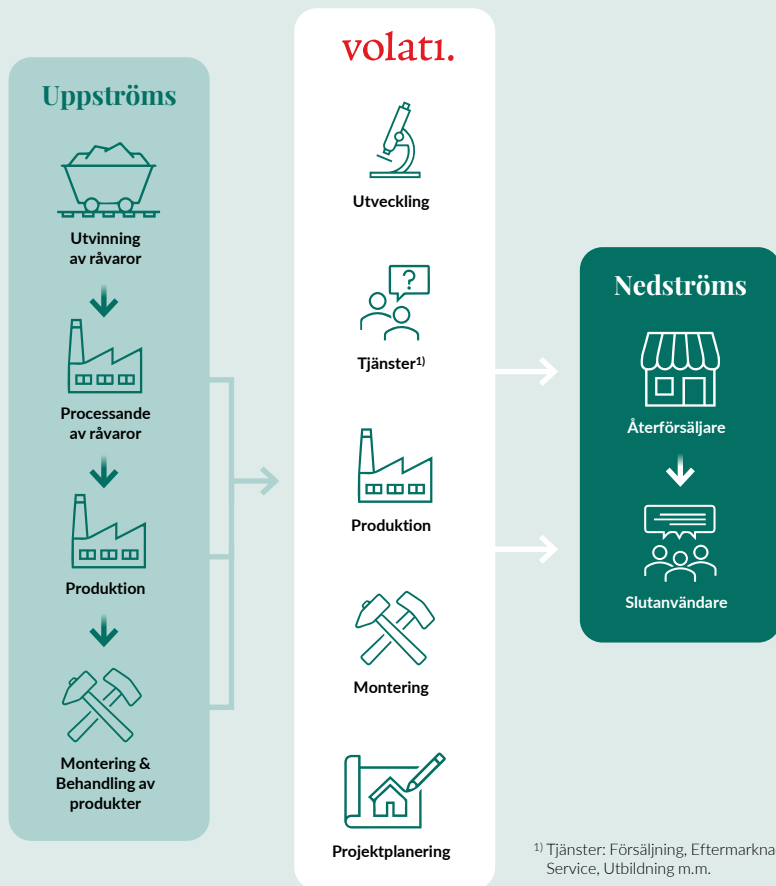 Uppströms
Utvinning
av råvaror
Processande
av råvaror
Produktion
Montering &
Behandling av
produkter
volatı.
Utveckling
?
Tjänster¹⁾
Produktion
Montering
Projektplanering
Nedströms
Återförsäljare
Slutanvändare
¹⁾ Tjänster: Försäljning,
Service, Utbildning m.m.